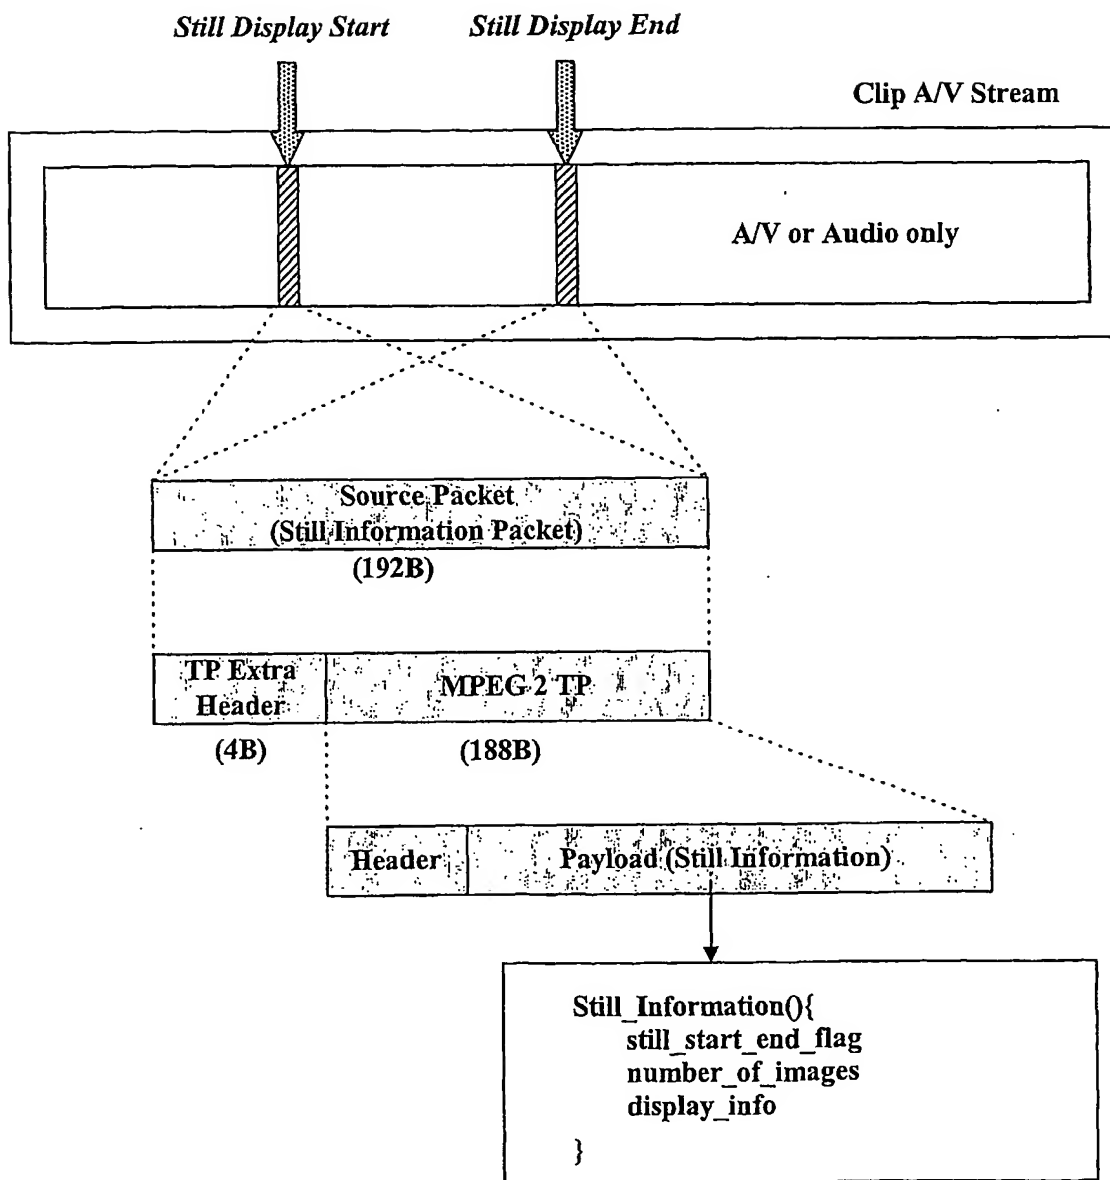 Still Display Start
Still Display End
Clip A/V Stream
A/V or Audio only
Source Packet
(Still Information Packet)
(192B)
TP Extra
Header
MPEG 2 TP
(4B)
(188B)
Header
Payload (Still Information)
Still_Information(){
still_start_end_flag
number_of_images
display_info
}